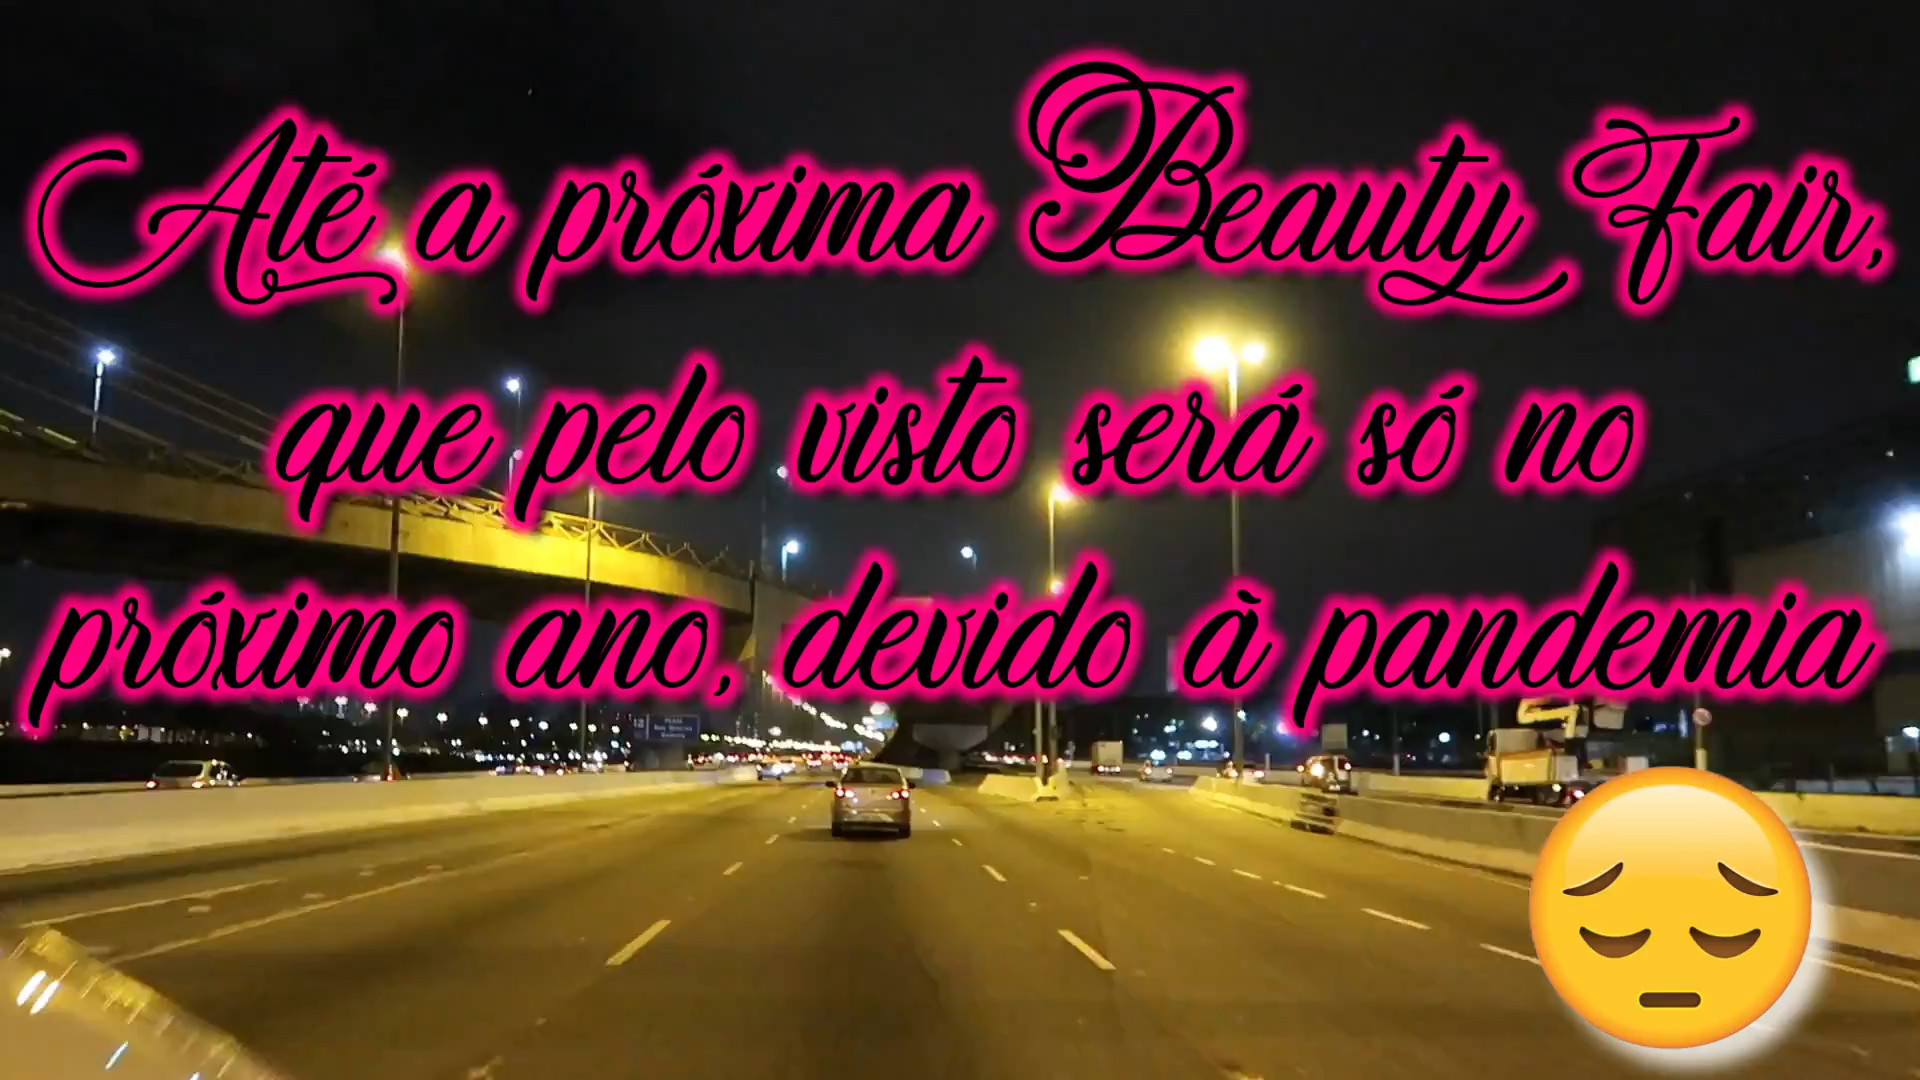 Até a próxima Beauty Fair,
que pelo visto será só no
próximo ano, devido à pandemia